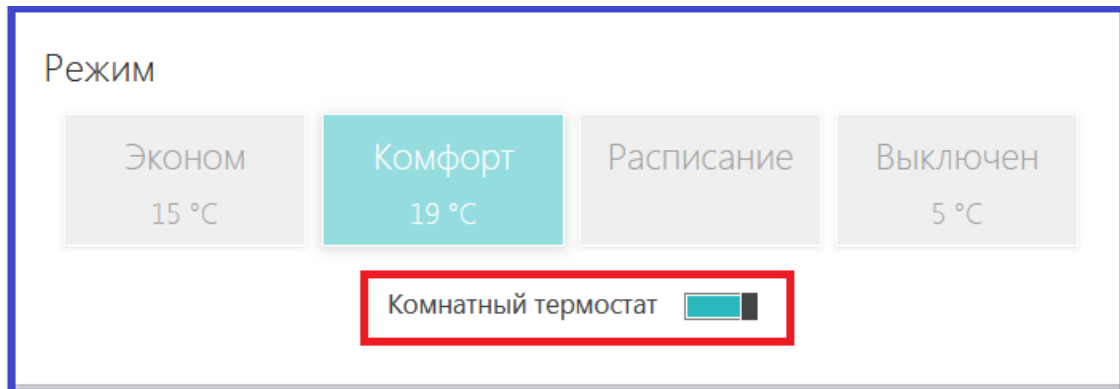 Режим
Эконом Комфорт Расписание Выключен
15 °C 19 °C 5 °C
Комнатный термостат